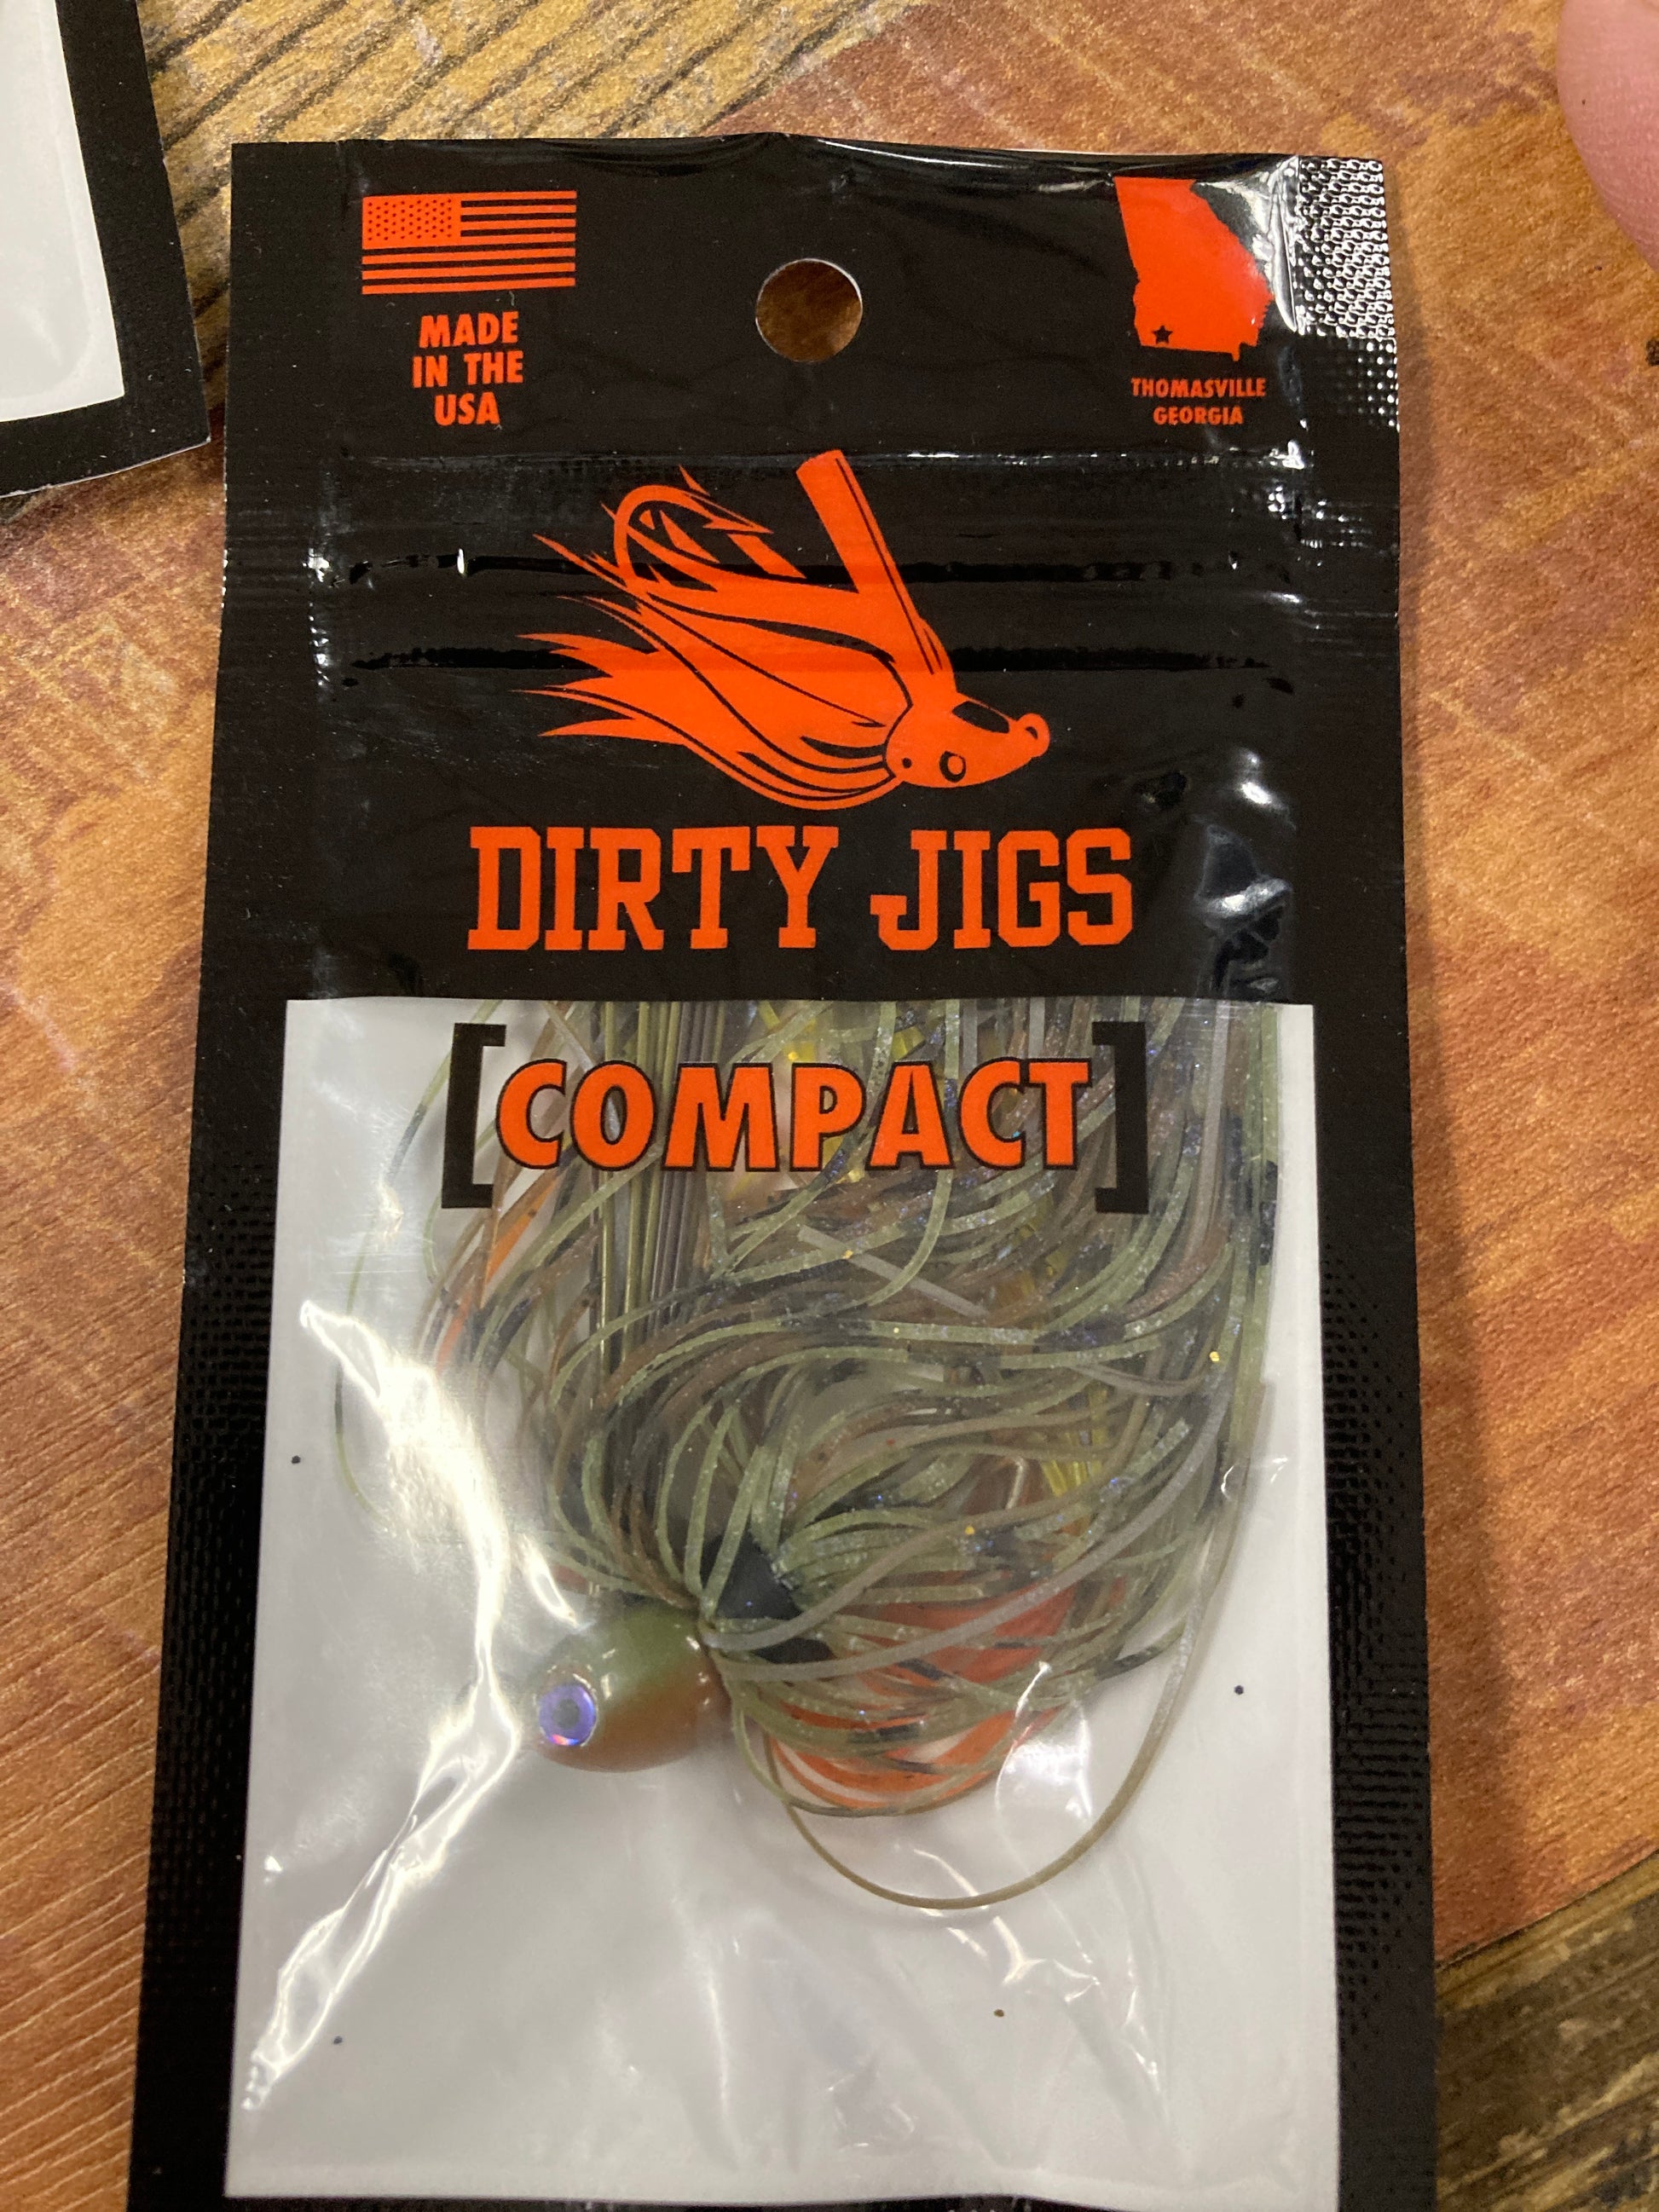 MADE
IN THE
USA
THOMASVILLE
GEORGIA
DIRTY JIGS
[COMPACT]